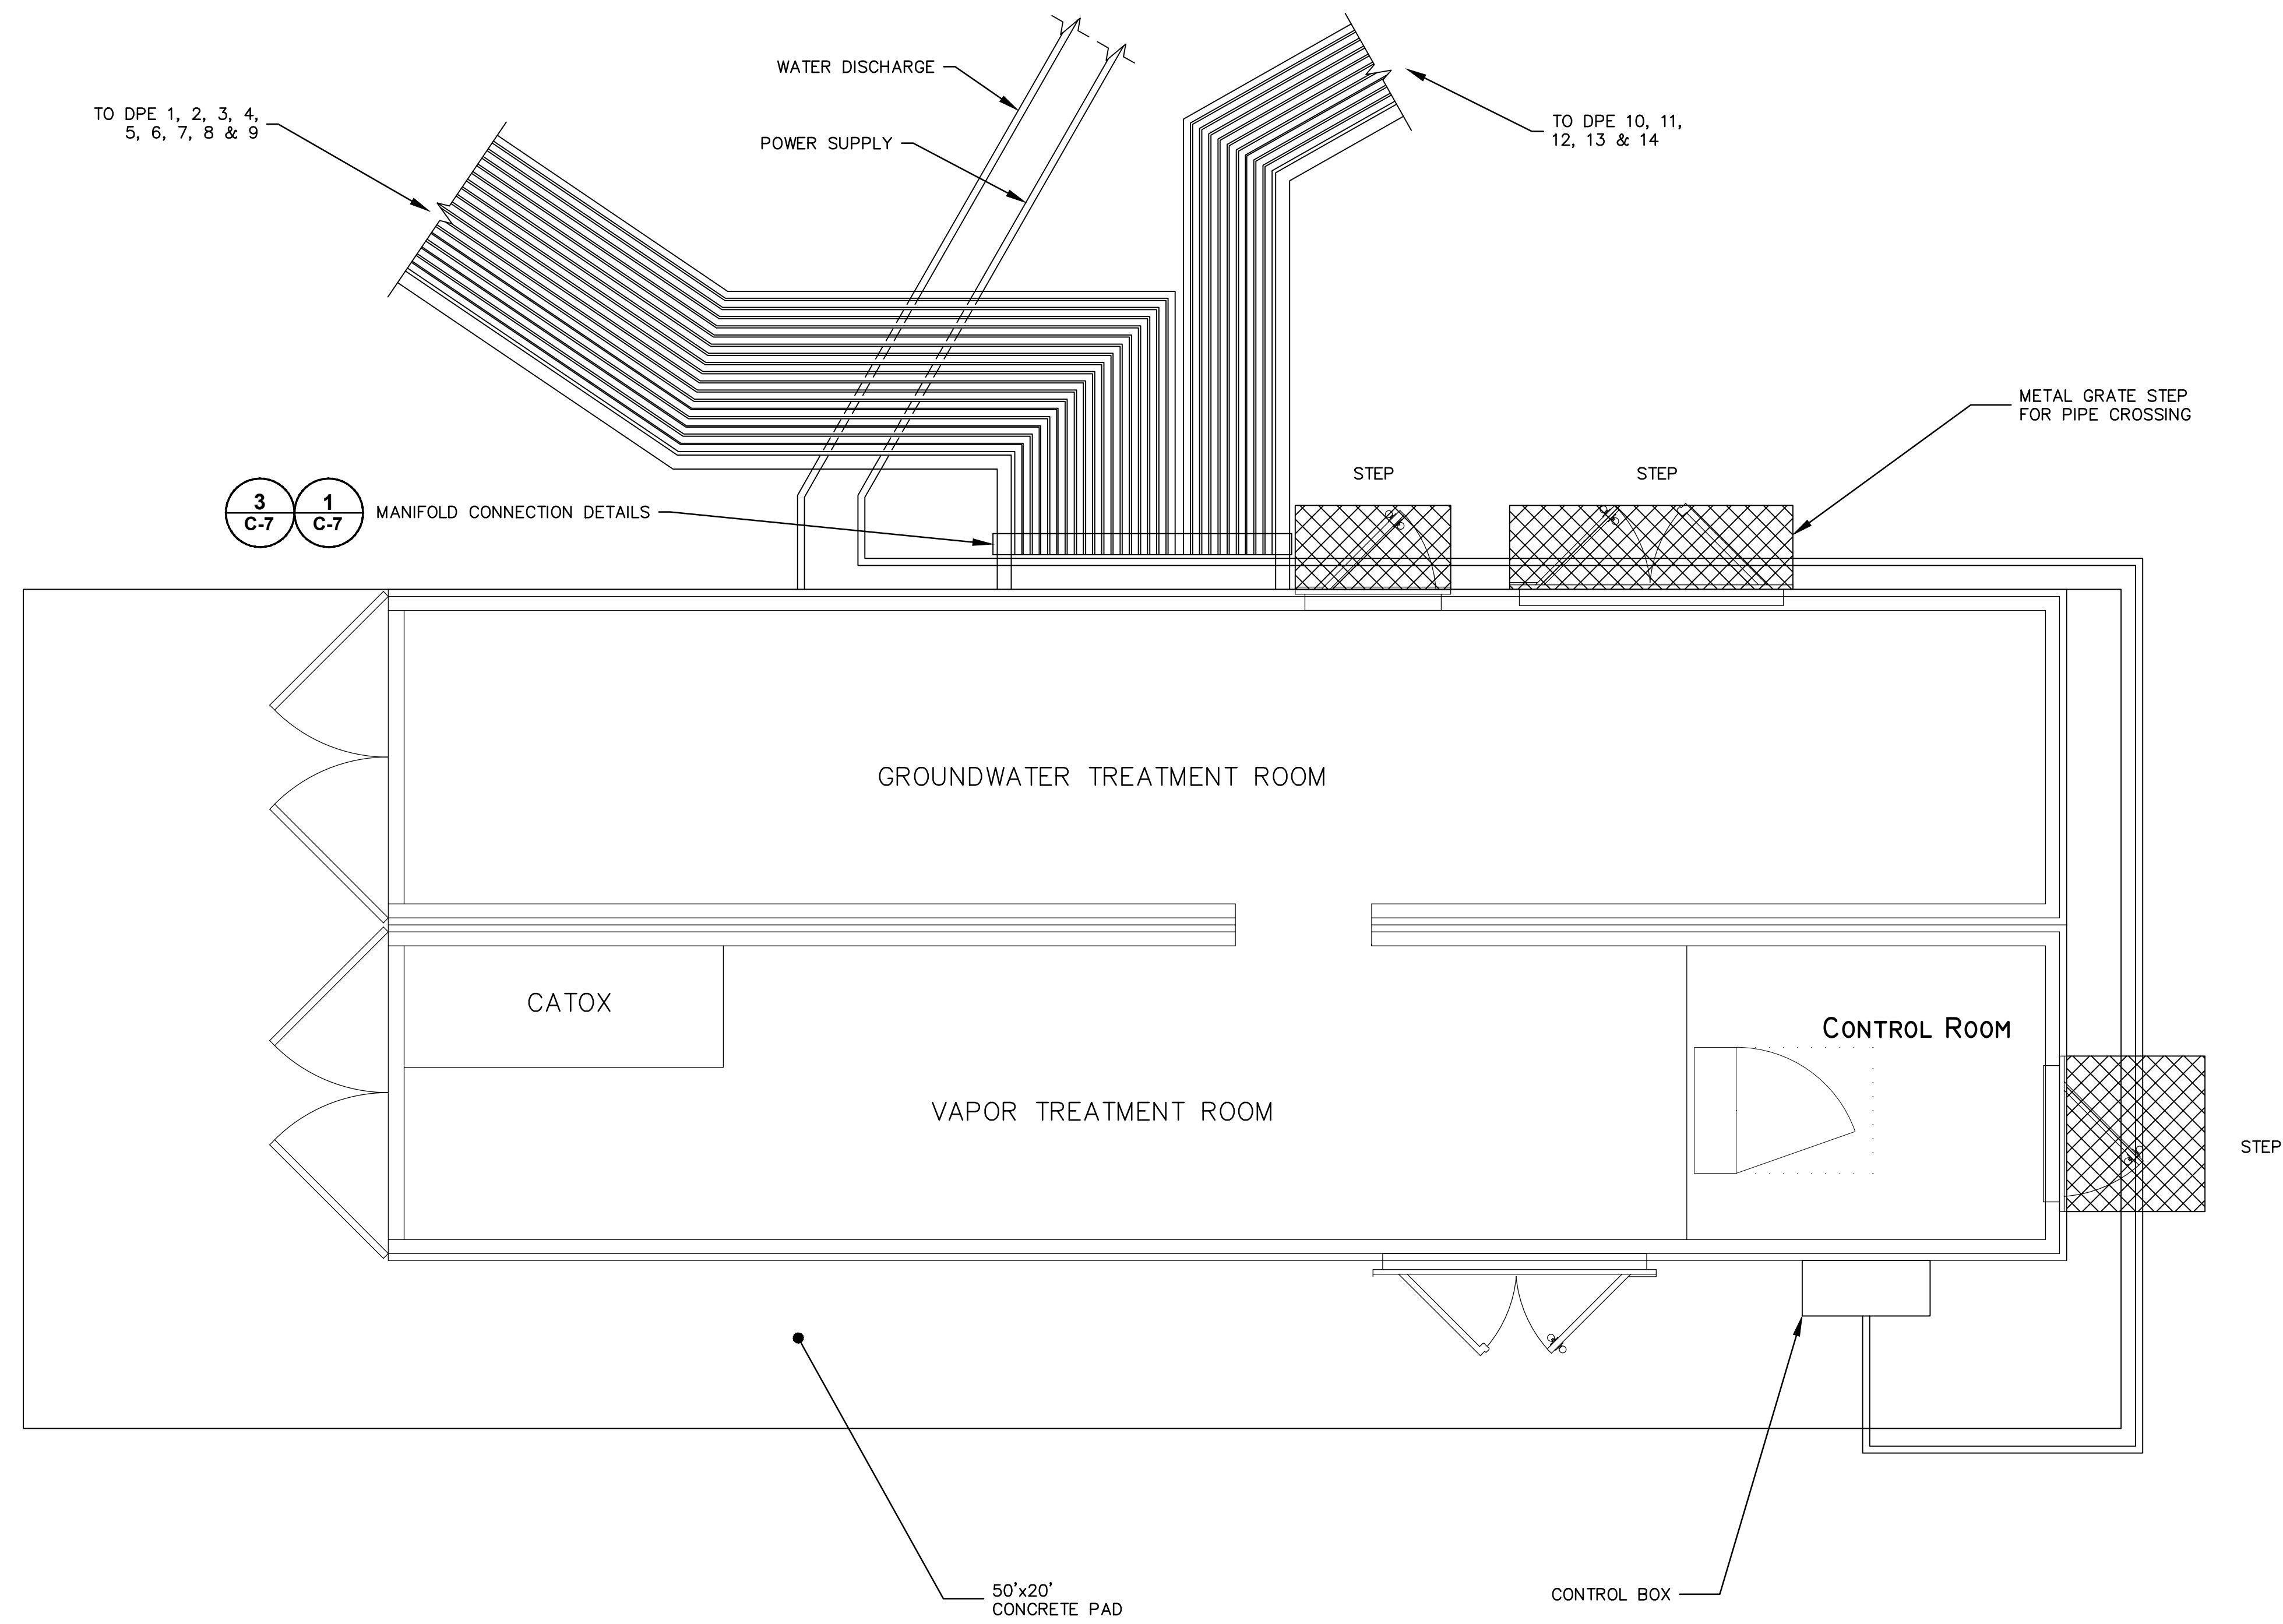 WATER DISCHARGE
TO DPE 1, 2, 3, 4,
5, 6, 7, 8 & 9
POWER SUPPLY
TO DPE 10, 11,
12, 13 & 14
METAL GRATE STEP
FOR PIPE CROSSING
STEP
STEP
3
C-7
1
C-7
MANIFOLD CONNECTION DETAILS
GROUNDWATER TREATMENT ROOM
CATOX
CONTROL ROOM
VAPOR TREATMENT ROOM
STEP
50'x20'
CONCRETE PAD
CONTROL BOX